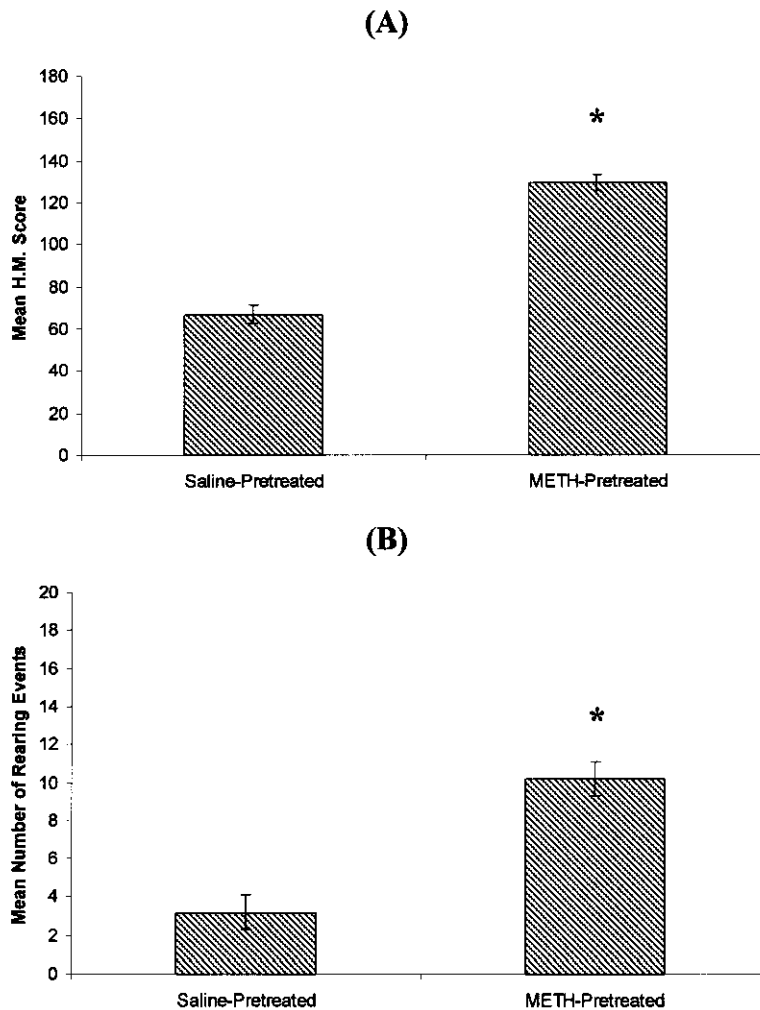 (A)
180
160
140
120
100
80
60
40
20
0
Mean H.M. Score
*
Saline-Pretreated
METH-Pretreated
(B)
20
18
16
14
12
10
8
6
4
2
0
Mean Number of Rearing Events
*
Saline-Pretreated
METH-Pretreated